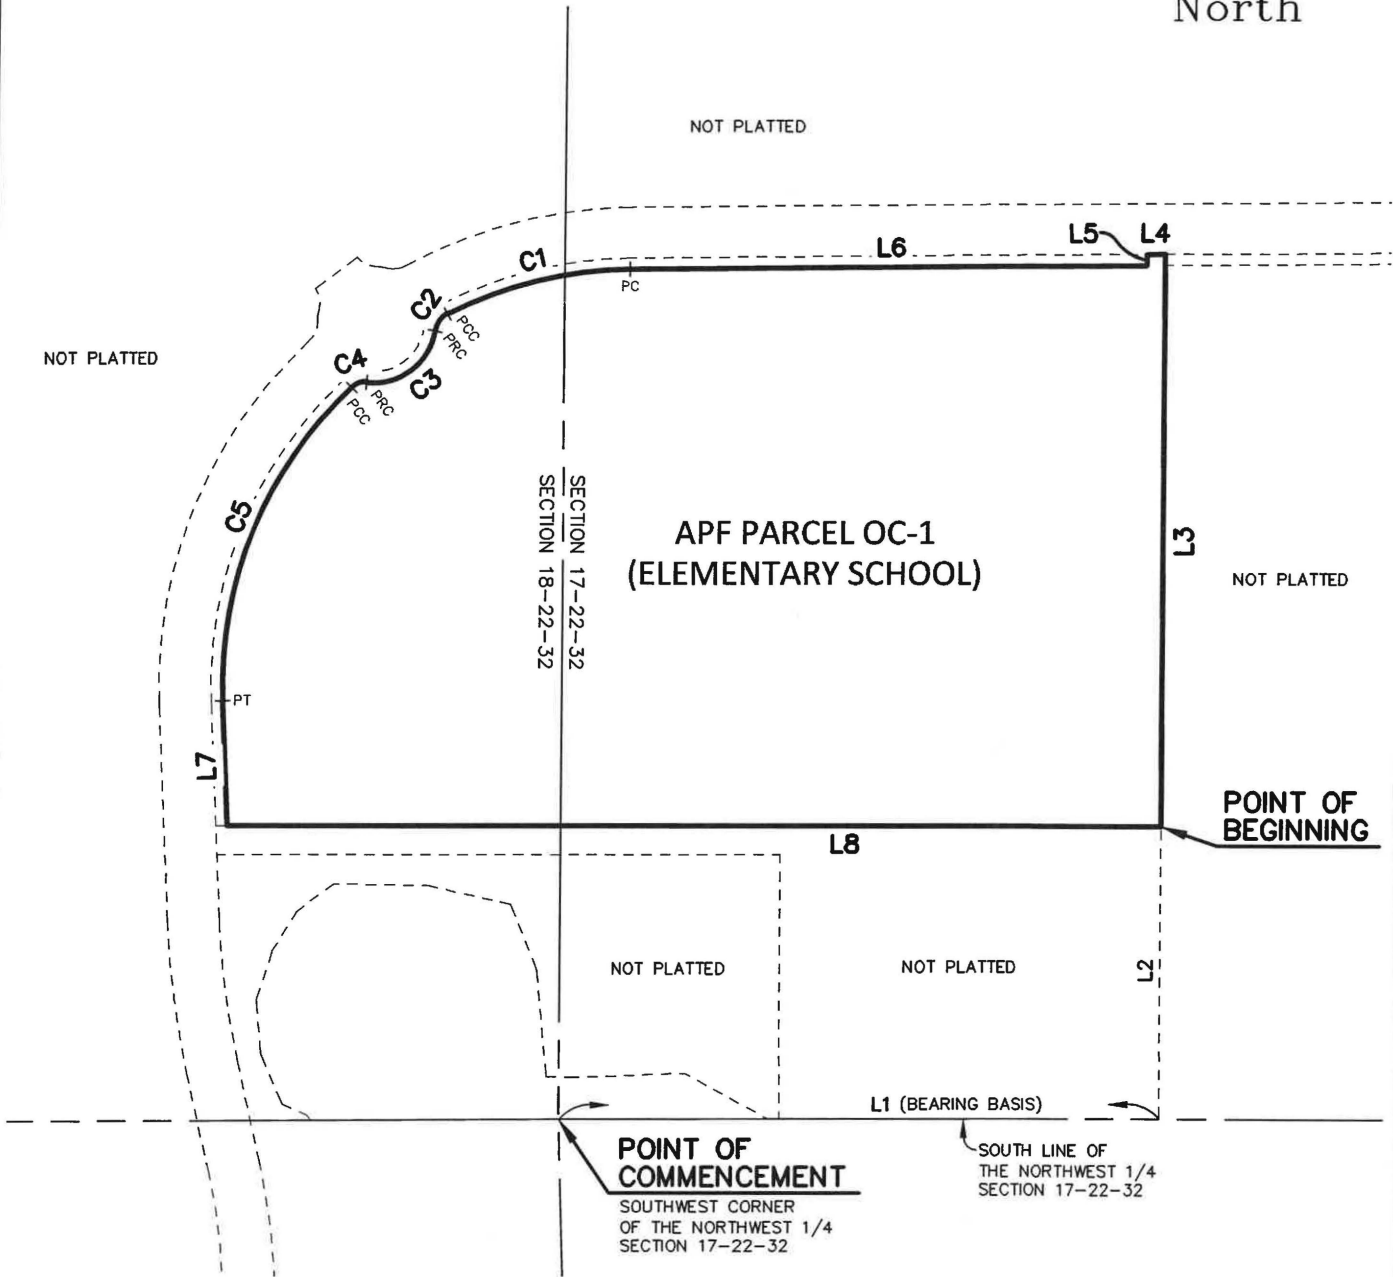 North
NOT PLATTED
L5
L4
C1
L6
PC
C2
PCC
PRC
NOT PLATTED
C4
C3
PRC
PCC
C5
SECTION 17-22-32
SECTION 18-22-32
APF PARCEL OC-1
(ELEMENTARY SCHOOL)
L3
NOT PLATTED
PT
L7
POINT OF
BEGINNING
L8
NOT PLATTED
NOT PLATTED
L2
L1 (BEARING BASIS)
POINT OF
COMMENCEMENT
SOUTHWEST CORNER
OF THE NORTHWEST 1/4
SECTION 17-22-32
SOUTH LINE OF
THE NORTHWEST 1/4
SECTION 17-22-32